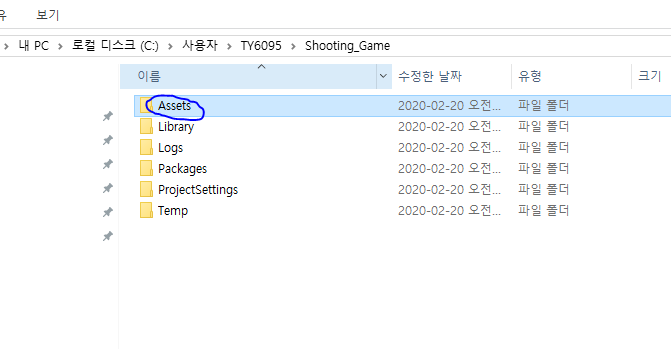 유 보기
내 PC > 로컬 디스크 (C:) > 사용자 > TY6095 > Shooting_Game
이름 수정한 날짜 유형 크기
Assets 2020-02-20 오전... 파일 폴더
Library 2020-02-20 오전... 파일 폴더
Logs 2020-02-20 오전... 파일 폴더
Packages 2020-02-20 오전... 파일 폴더
ProjectSettings 2020-02-20 오전... 파일 폴더
Temp 2020-02-20 오전... 파일 폴더